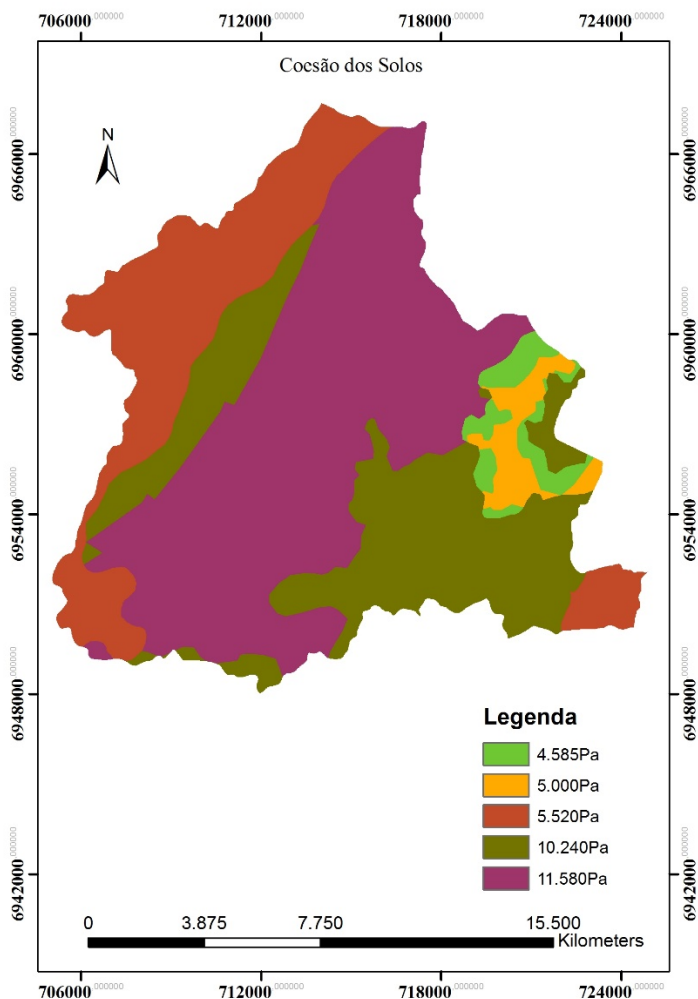 706000,000000 712000,000000 718000,000000 724000,000000
Cocsão dos Solos
N
6966000,000000 6966000,000000
6960000,000000 6960000,000000
6954000,000000 6954000,000000
6948000,000000 6948000,000000
6942000,000000 6942000,000000
Legenda
4.585Pa
5.000Pa
5.520Pa
10.240Pa
11.580Pa
0 3.875 7.750 15.500
Kilometers
706000,000000 712000,000000 718000,000000 724000,000000